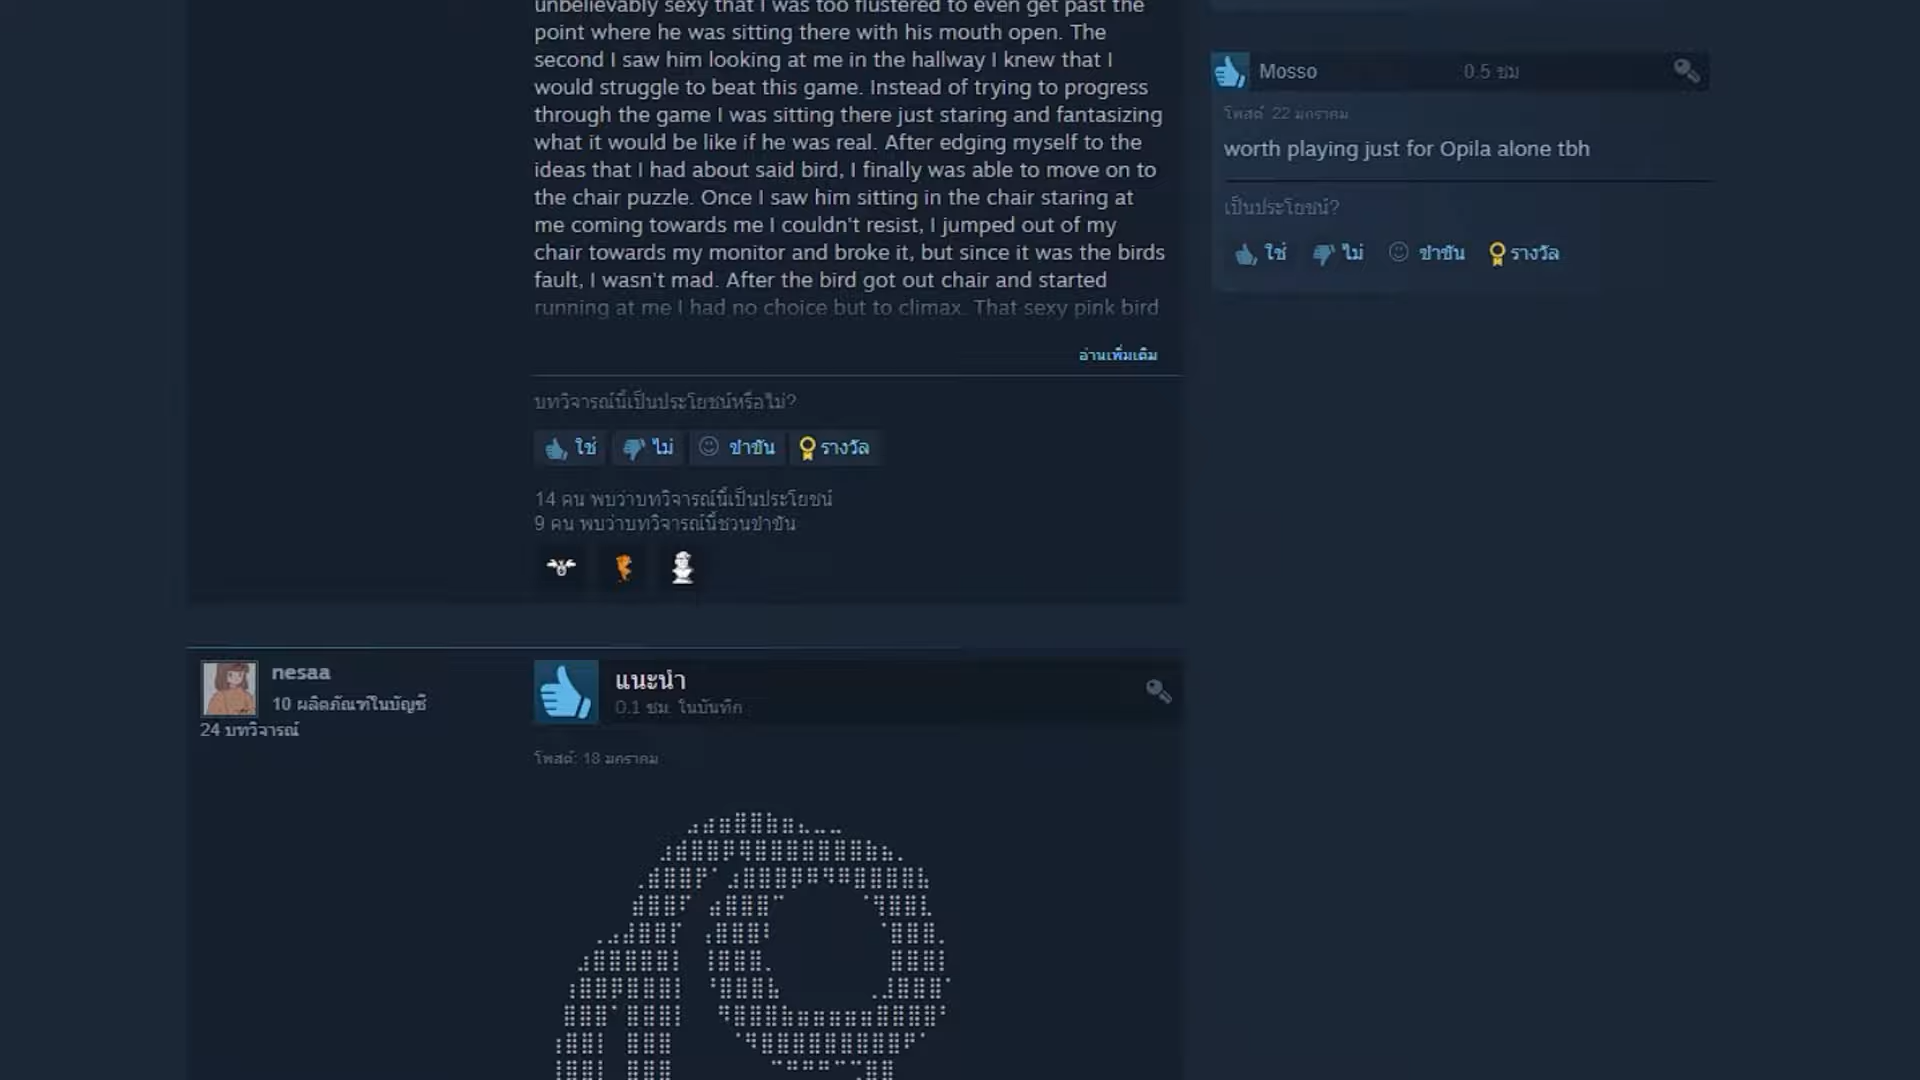 unbelievably sexy that I was too flustered to even get past the
point where he was sitting there with his mouth open. The
second I saw him looking at me in the hallway I knew that I
would struggle to beat this game. Instead of trying to progress
through the game I was sitting there just staring and fantasizing
what it would be like if he was real. After edging myself to the
ideas that I had about said bird, I finally was able to move on to
the chair puzzle. Once I saw him sitting in the chair staring at
me coming towards me I couldn't resist, I jumped out of my
chair towards my monitor and broke it, but since it was the birds
fault, I wasn't mad. After the bird got out chair and started
running at me I had no choice but to climax. That sexy pink bird
อ่านเพิ่มเติม
บทวิจารณ์นี้เป็นประโยชน์หรือไม่?
ใช่ ไม่ ขำขัน รางวัล
14 คน พบว่าบทวิจารณ์นี้เป็นประโยชน์
9 คน พบว่าบทวิจารณ์นี้ชวนขำขัน
nesaa
10 ผลิตภัณฑ์ในบัญชี
24 บทวิจารณ์
แนะนำ
0.1 ชม. ในบันทึก
โพสต์: 18 มกราคม
Mosso 0.5 ชม
โพสต์ 22 มกราคม
worth playing just for Opila alone tbh
เป็นประโยชน์?
ใช่ ไม่ ขำขัน รางวัล